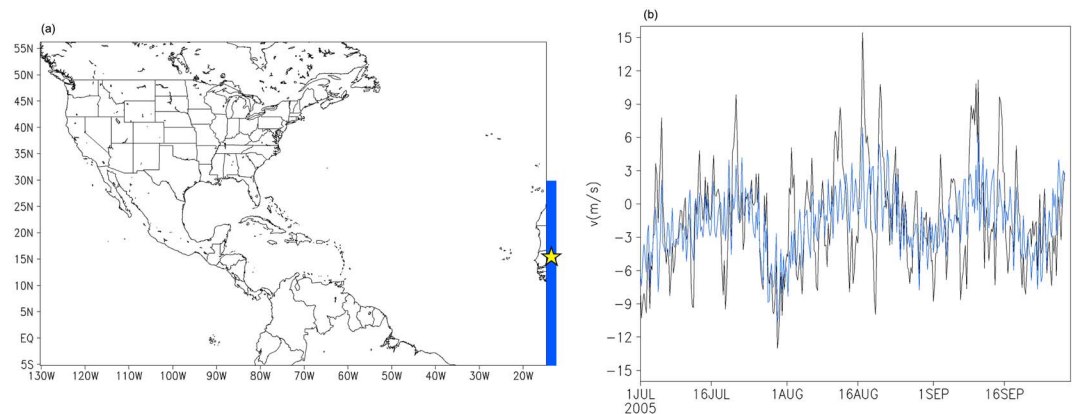 (a)
55N
50N
45N
40N
35N
30N
25N
20N
15N
10N
5N
EQ
5S
130W 120W 110W 100W 90W 80W 70W 60W 50W 40W 30W 20W
(b)
v(m/s)
15
12
9
6
3
0
−3
−6
−9
−12
−15
1JUL 16JUL 1AUG 16AUG 1SEP 16SEP
2005